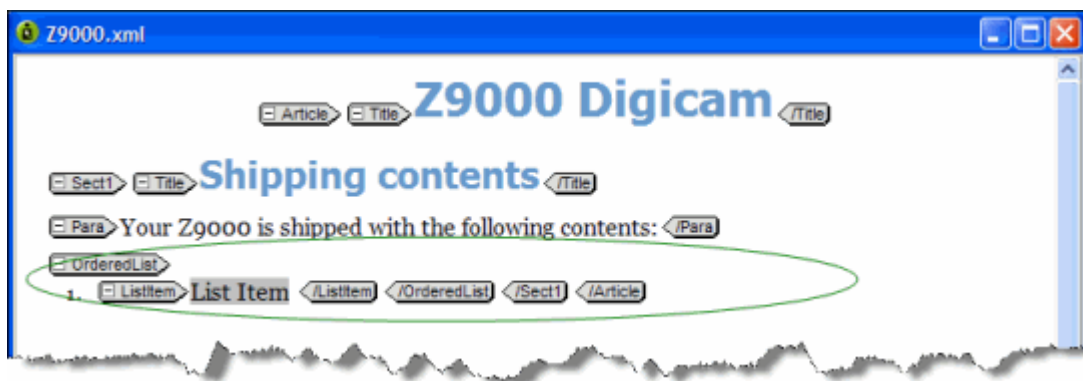 Z9000.xml
Article Title Z9000 Digicam /Title
Sect1 Title Shipping contents /Title
Para Your Z9000 is shipped with the following contents: /Para
OrderedList
1. ListItem List Item /ListItem /OrderedList /Sect1 /Article